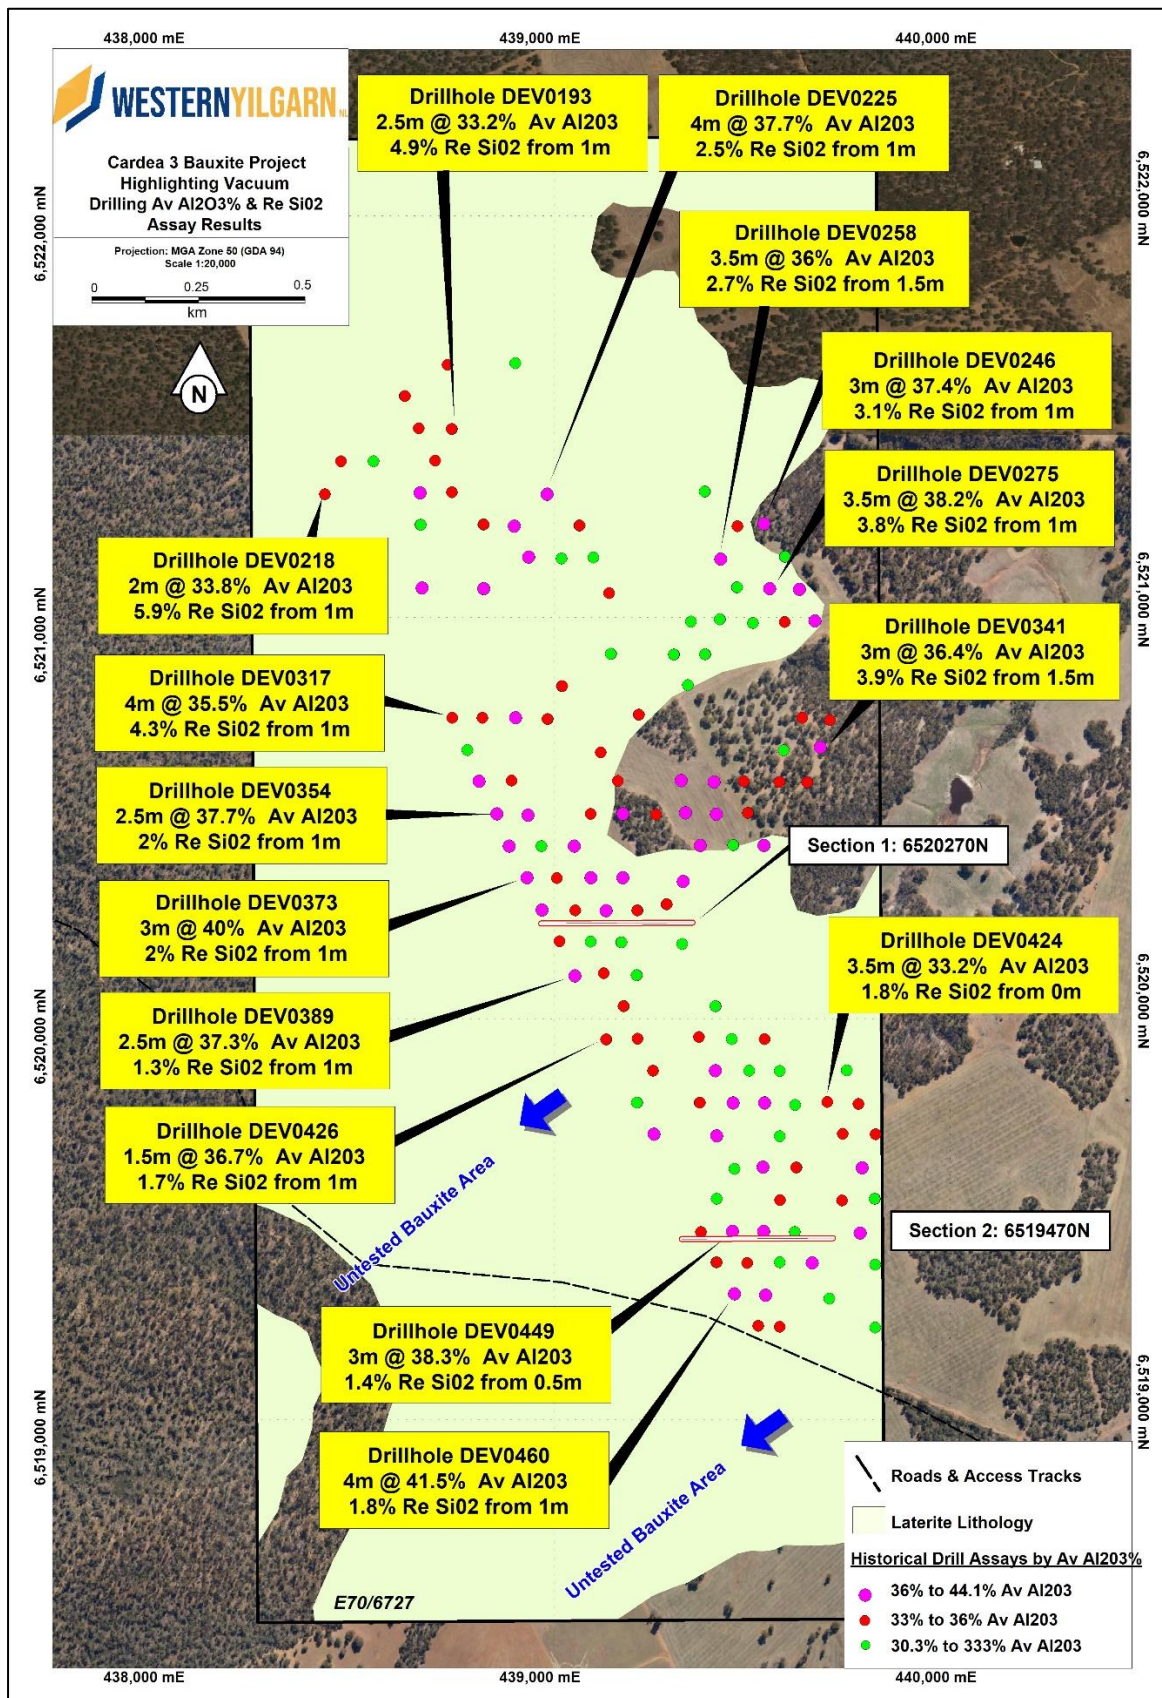 438,000 mE
439,000 mE
440,000 mE
WESTERNYILGARN NL
Cardea 3 Bauxite Project
Highlighting Vacuum
Drilling Av Al2O3% & Re Si02
Assay Results
Projection: MGA Zone 50 (GDA 94)
Scale 1:20,000
0 0.25 0.5
km
N
6,522,000 mN
6,522,000 mN
6,521,000 mN
6,521,000 mN
6,520,000 mN
6,520,000 mN
6,519,000 mN
6,519,000 mN
Drillhole DEV0193
2.5m @ 33.2% Av Al203
4.9% Re Si02 from 1m
Drillhole DEV0225
4m @ 37.7% Av Al203
2.5% Re Si02 from 1m
Drillhole DEV0258
3.5m @ 36% Av Al203
2.7% Re Si02 from 1.5m
Drillhole DEV0246
3m @ 37.4% Av Al203
3.1% Re Si02 from 1m
Drillhole DEV0275
3.5m @ 38.2% Av Al203
3.8% Re Si02 from 1m
Drillhole DEV0218
2m @ 33.8% Av Al203
5.9% Re Si02 from 1m
Drillhole DEV0341
3m @ 36.4% Av Al203
3.9% Re Si02 from 1.5m
Drillhole DEV0317
4m @ 35.5% Av Al203
4.3% Re Si02 from 1m
Drillhole DEV0354
2.5m @ 37.7% Av Al203
2% Re Si02 from 1m
Section 1: 6520270N
Drillhole DEV0373
3m @ 40% Av Al203
2% Re Si02 from 1m
Drillhole DEV0424
3.5m @ 33.2% Av Al203
1.8% Re Si02 from 0m
Drillhole DEV0389
2.5m @ 37.3% Av Al203
1.3% Re Si02 from 1m
Drillhole DEV0426
1.5m @ 36.7% Av Al203
1.7% Re Si02 from 1m
Untested Bauxite Area
Section 2: 6519470N
Drillhole DEV0449
3m @ 38.3% Av Al203
1.4% Re Si02 from 0.5m
Drillhole DEV0460
4m @ 41.5% Av Al203
1.8% Re Si02 from 1m
Untested Bauxite Area
E70/6727
Roads & Access Tracks
Laterite Lithology
Historical Drill Assays by Av Al203%
36% to 44.1% Av Al203
33% to 36% Av Al203
30.3% to 333% Av Al203
438,000 mE
439,000 mE
440,000 mE